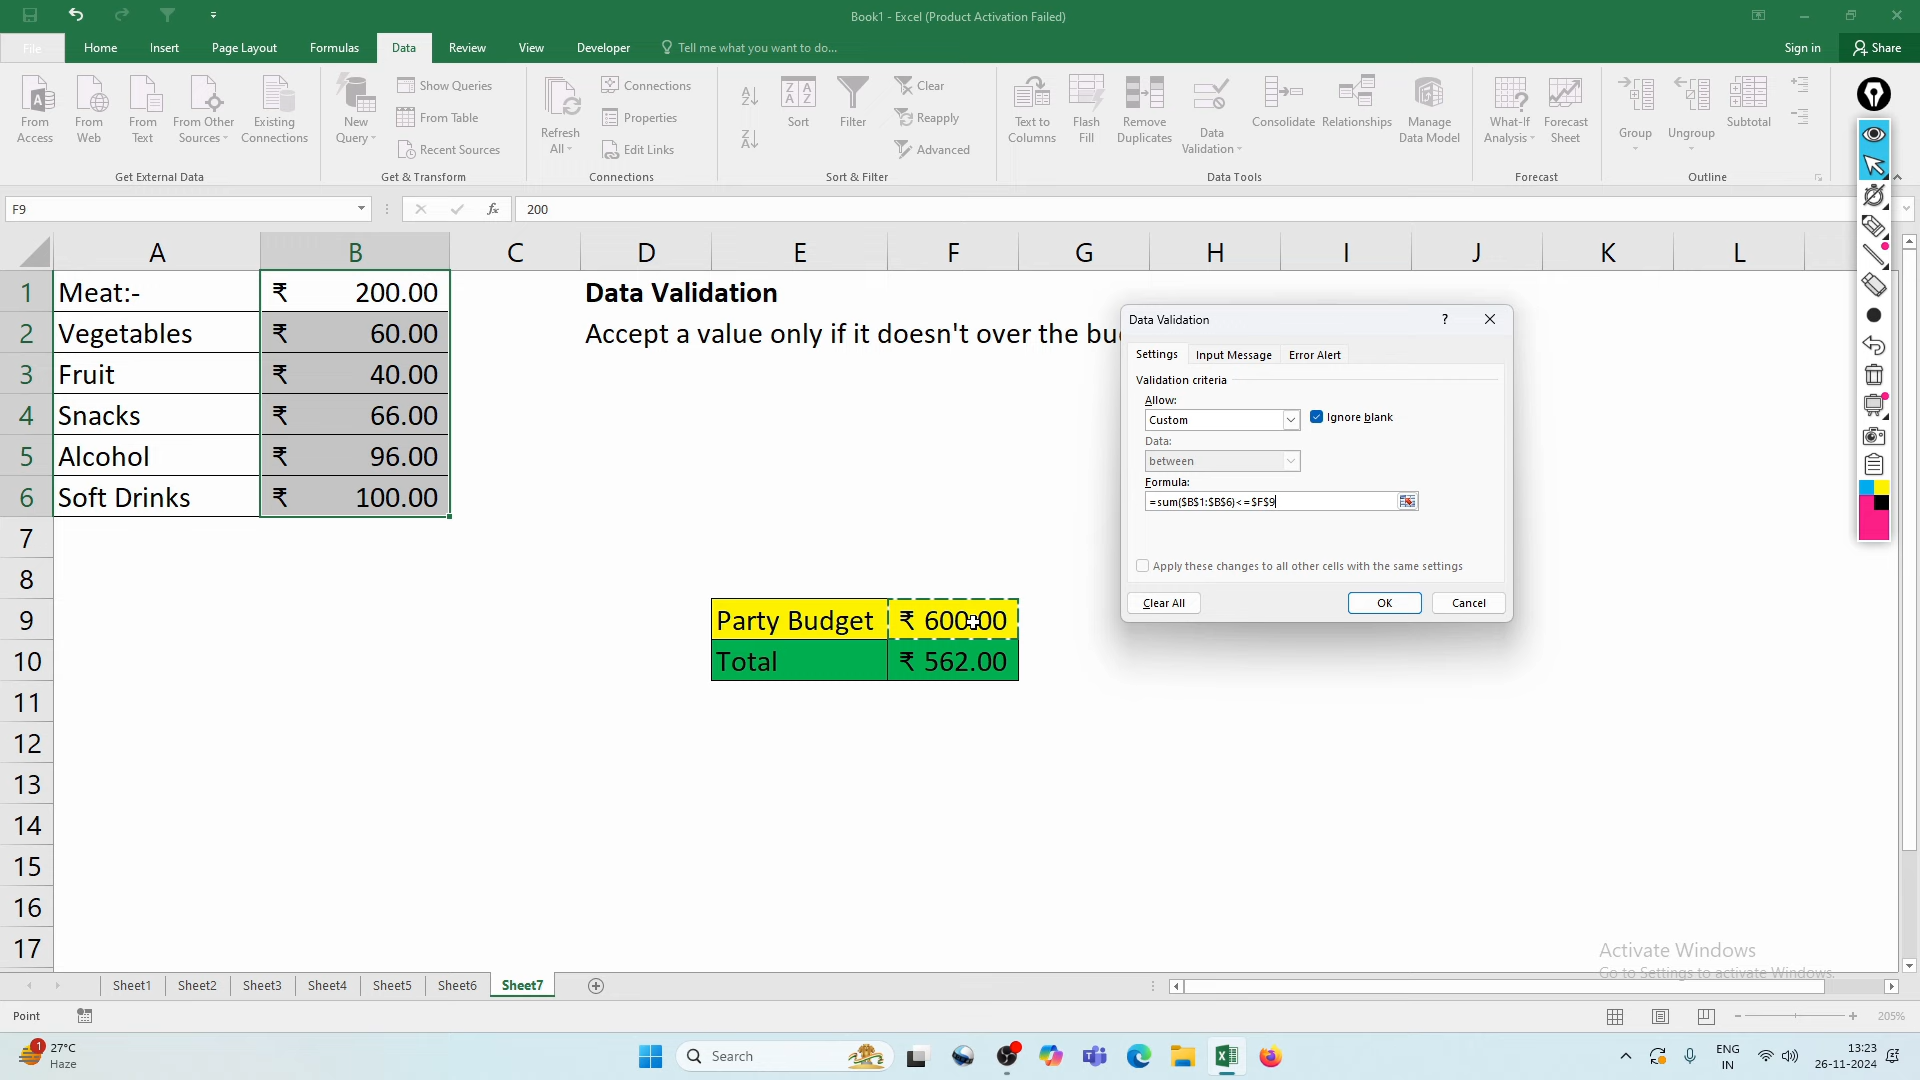 Book1 - Excel (Product Activation Failed)
File
Home
Insert
Page Layout
Formulas
Data
Review
View
Developer
Tell me what you want to do...
Sign in
Share
From Access
From Web
From Text
From Other Sources
Existing Connections
Get External Data
New Query
Show Queries
From Table
Recent Sources
Get & Transform
Refresh All
Connections
Properties
Edit Links
Connections
Sort
Filter
Clear
Reapply
Advanced
Sort & Filter
Text to Columns
Flash Fill
Remove Duplicates
Data Validation
Consolidate
Relationships
Manage Data Model
Data Tools
What-If Analysis
Forecast Sheet
Forecast
Group
Ungroup
Subtotal
Outline
F9
fx
200
A B C D E F G H I J K L
1 Meat:- ₹ 200.00 Data Validation
2 Vegetables ₹ 60.00 Accept a value only if it doesn't over the bu
3 Fruit ₹ 40.00
4 Snacks ₹ 66.00
5 Alcohol ₹ 96.00
6 Soft Drinks ₹ 100.00
7
8
9 Party Budget ₹ 600.00
10 Total ₹ 562.00
11
12
13
14
15
16
17
Data Validation
?
Settings
Input Message
Error Alert
Validation criteria
Allow:
Custom
Ignore blank
Data:
between
Formula:
=sum($B$1:$B$6)<=$F$9
Apply these changes to all other cells with the same settings
Clear All
OK
Cancel
Activate Windows
Go to Settings to activate Windows.
Sheet1
Sheet2
Sheet3
Sheet4
Sheet5
Sheet6
Sheet7
Point
205%
1
27°C
Haze
Search
ENG
IN
13:23
26-11-2024